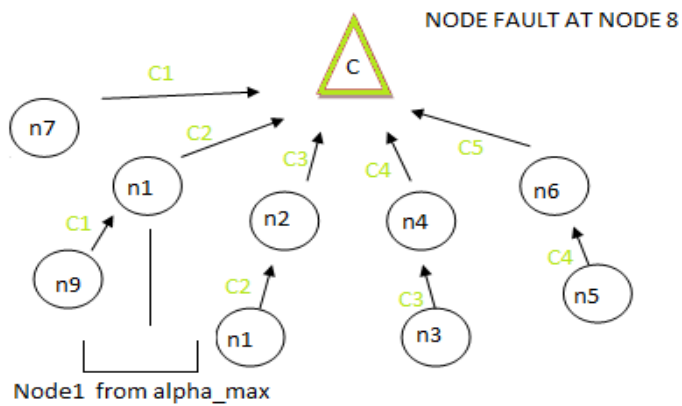 NODE FAULT AT NODE 8
C
C1
n7
C2
C3
C4
C5
n1
n2
n4
n6
C1
n9
C2
C3
C4
n1
n3
n5
Node1 from alpha_max